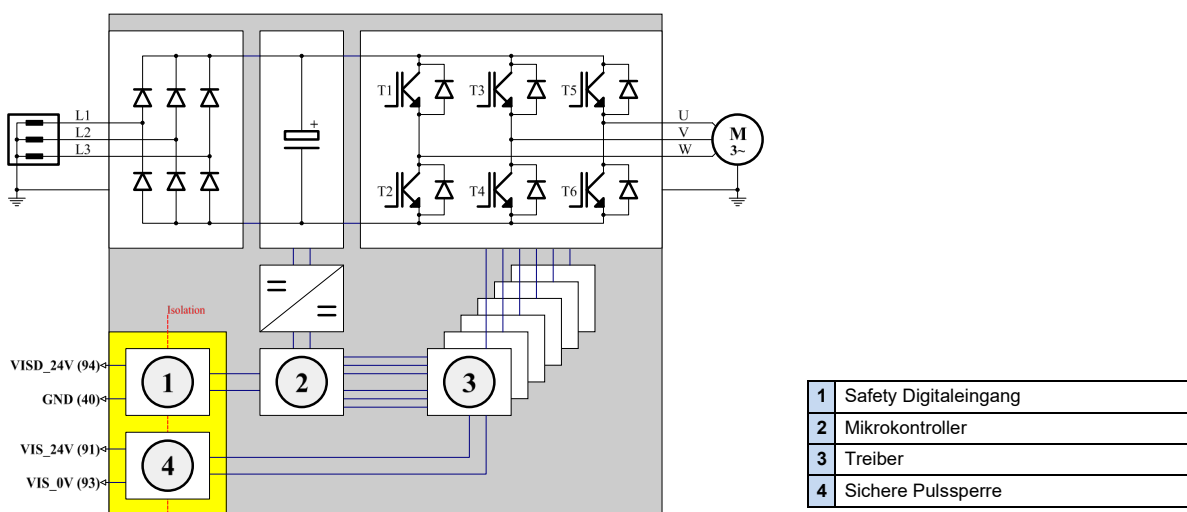 T1
T3
T5
L1
L2
L3
+
U
V
W
M
3~
T2
T4
T6
Isolation
VISD_24V (94)
GND (40)
VIS_24V (91)
VIS_0V (93)
1
2
3
4
1 Safety Digitaleingang
2 Mikrokontroller
3 Treiber
4 Sichere Pulssperre